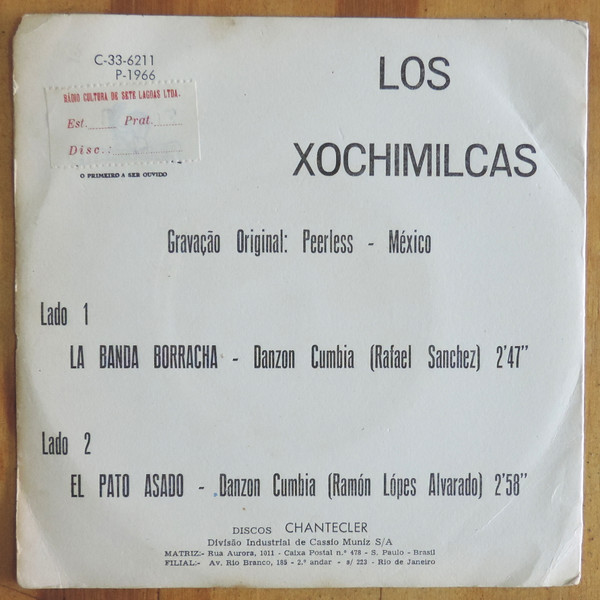 C-33-6211
P-1966
LOS
XOCHIMILCAS
RÁDIO CULTURA DE SETE LAGOAS LTDA.
Est.____ Prat.____
Disc.:____
O PRIMEIRO A SER OUVIDO
Gravação Original: Peerless - México
Lado 1
LA BANDA BORRACHA - Danzon Cumbia (Rafael Sanchez) 2'47"
Lado 2
EL PATO ASADO - Danzon Cumbia (Ramón Lópes Alvarado) 2'58"
DISCOS CHANTECLER
Divisão Industrial de Cassio Muniz S/A
MATRIZ:- Rua Aurora, 1011 - Caixa Postal n.º 478 - S. Paulo - Brasil
FILIAL:- Av. Rio Branco, 185 - 2.º andar - s/ 223 - Rio de Janeiro